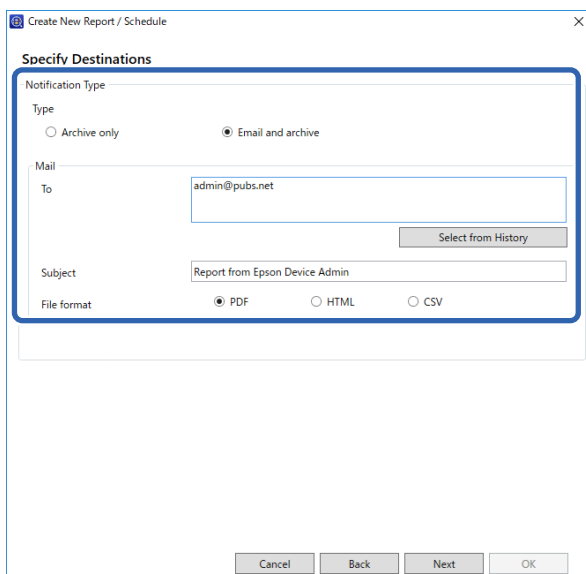 Create New Report / Schedule
Specify Destinations
Notification Type
Type
Archive only Email and archive
Mail
To admin@pubs.net
Select from History
Subject Report from Epson Device Admin
File format PDF HTML CSV
Cancel Back Next OK